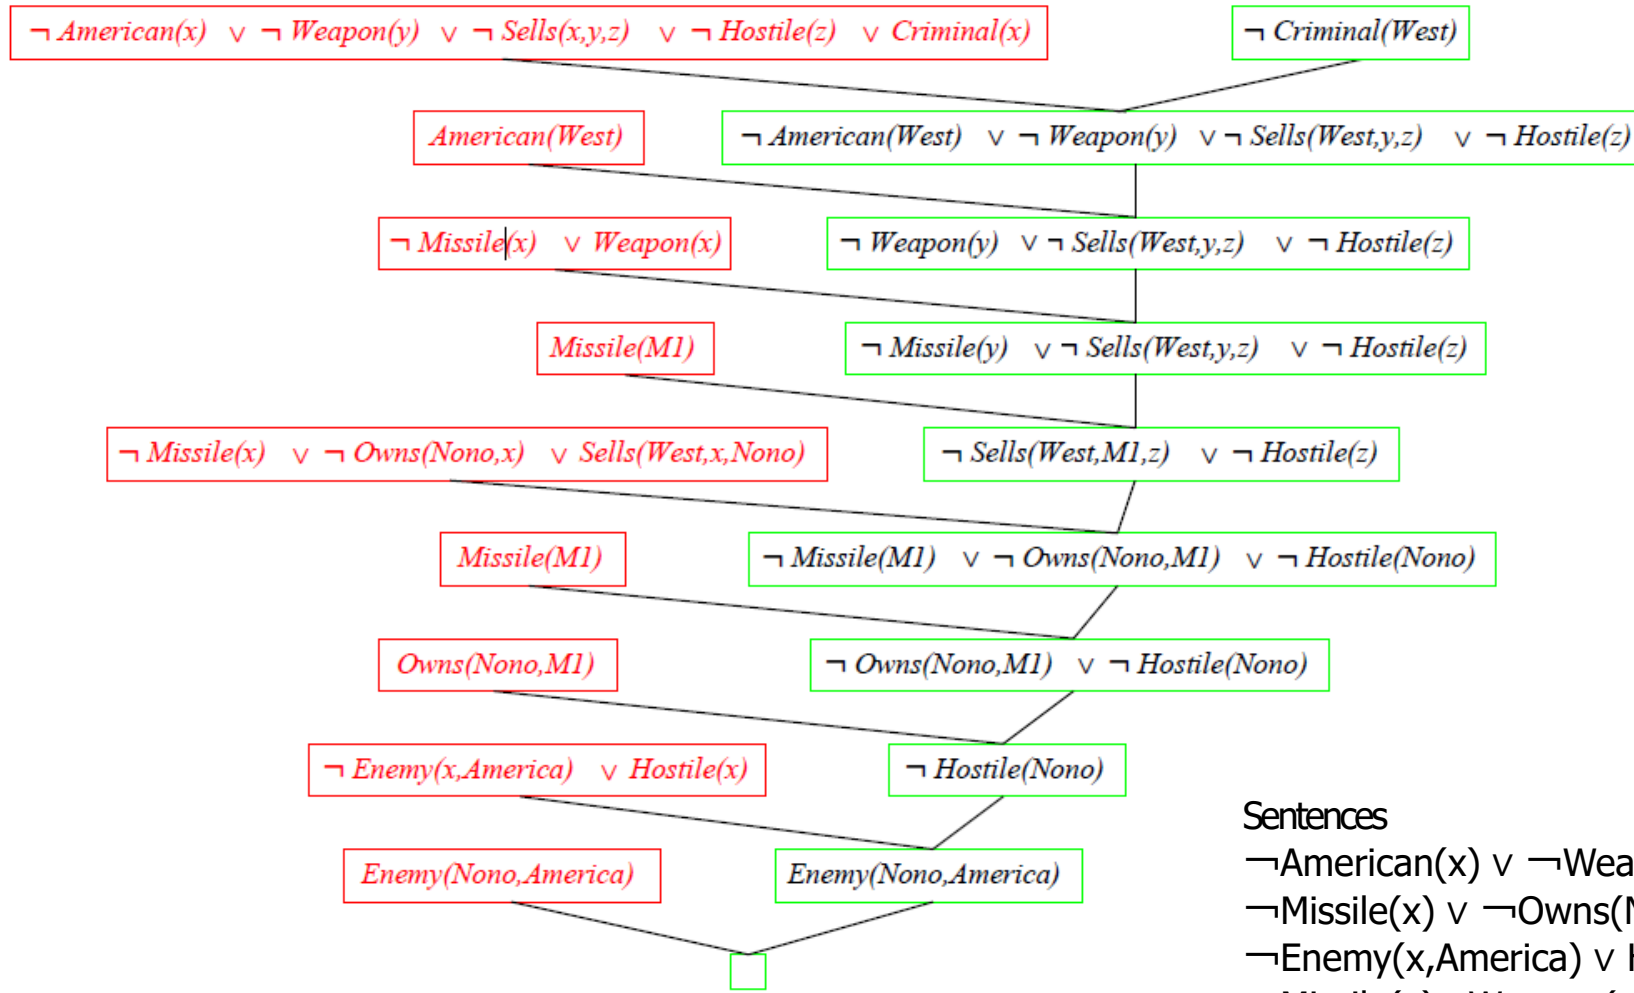 ¬ American(x) ∨ ¬ Weapon(y) ∨ ¬ Sells(x,y,z) ∨ ¬ Hostile(z) ∨ Criminal(x)
¬ Criminal(West)
American(West)
¬ American(West) ∨ ¬ Weapon(y) ∨ ¬ Sells(West,y,z) ∨ ¬ Hostile(z)
¬ Missile(x) ∨ Weapon(x)
¬ Weapon(y) ∨ ¬ Sells(West,y,z) ∨ ¬ Hostile(z)
Missile(M1)
¬ Missile(y) ∨ ¬ Sells(West,y,z) ∨ ¬ Hostile(z)
¬ Missile(x) ∨ ¬ Owns(Nono,x) ∨ Sells(West,x,Nono)
¬ Sells(West,M1,z) ∨ ¬ Hostile(z)
Missile(M1)
¬ Missile(M1) ∨ ¬ Owns(Nono,M1) ∨ ¬ Hostile(Nono)
Owns(Nono,M1)
¬ Owns(Nono,M1) ∨ ¬ Hostile(Nono)
¬ Enemy(x,America) ∨ Hostile(x)
¬ Hostile(Nono)
Enemy(Nono,America)
Enemy(Nono,America)
Sentences
¬American(x) ∨ ¬Wea
¬Missile(x) ∨ ¬Owns(N
¬Enemy(x,America) ∨ H